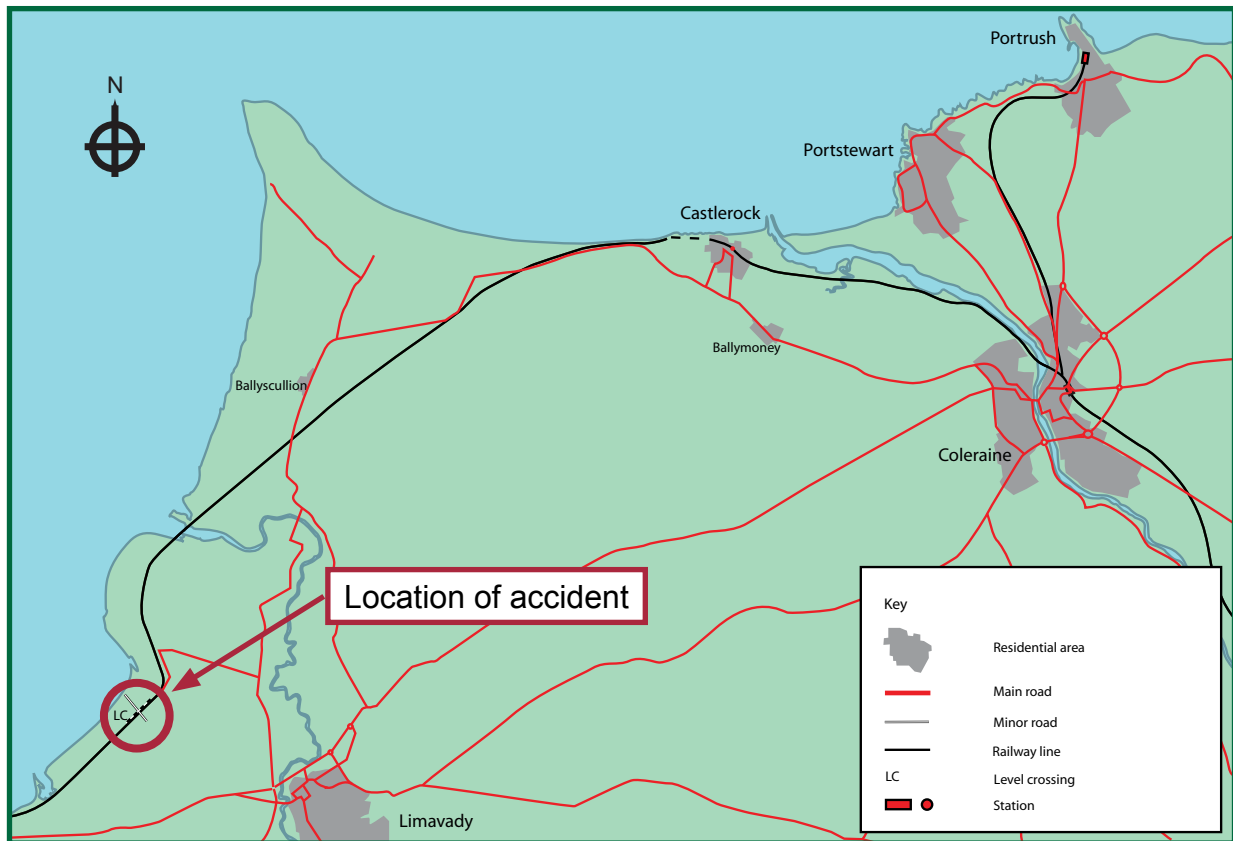 Portrush
N
Portstewart
Castlerock
Ballymoney
Ballyscullion
Coleraine
Location of accident
LC
Limavady
Key
Residential area
Main road
Minor road
Railway line
LC Level crossing
Station